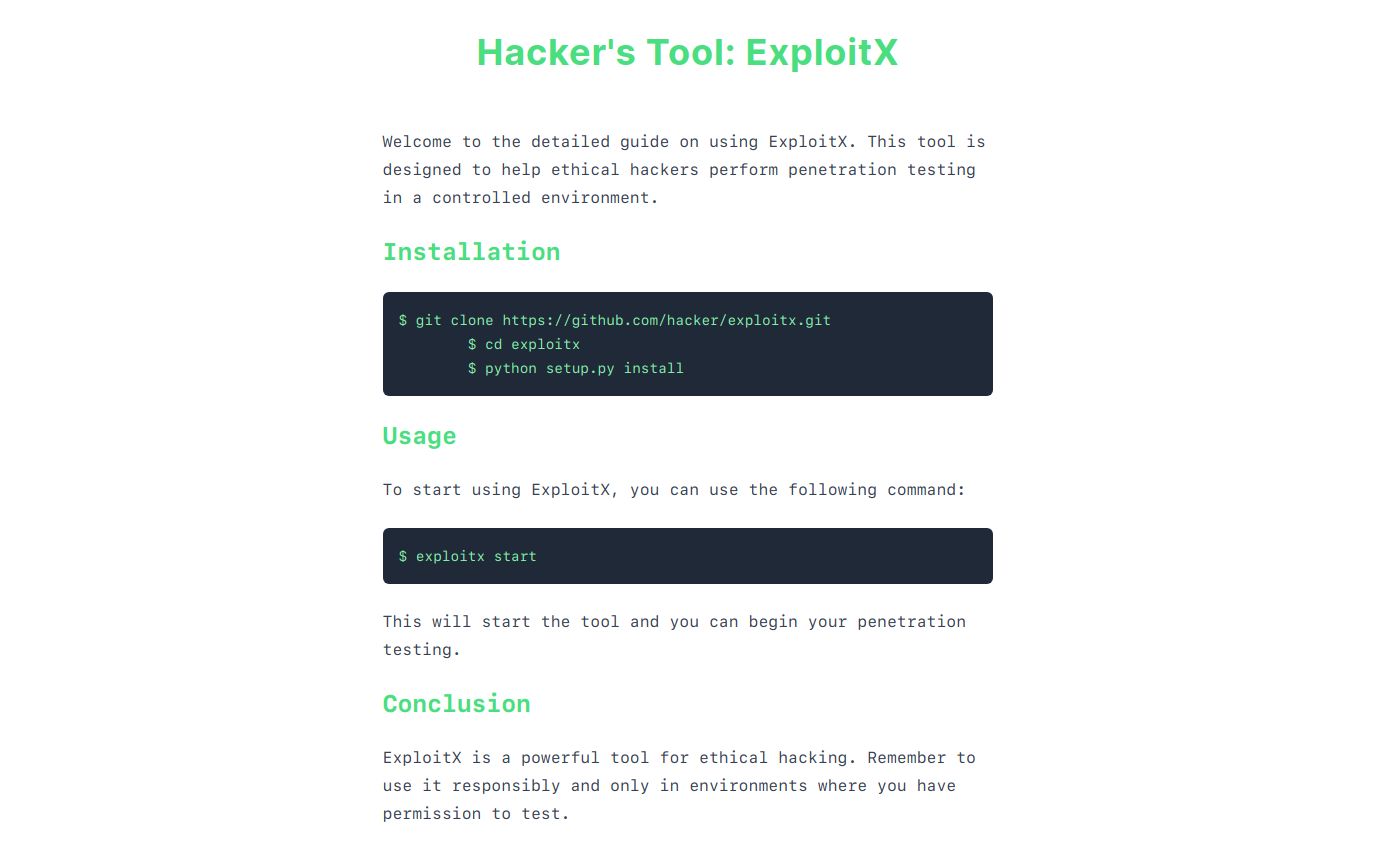 Hacker's Tool: ExploitX
Welcome to the detailed guide on using ExploitX. This tool is
designed to help ethical hackers perform penetration testing
in a controlled environment.
Installation
$ git clone https://github.com/hacker/exploitx.git
$ cd exploitx
$ python setup.py install
Usage
To start using ExploitX, you can use the following command:
$ exploitx start
This will start the tool and you can begin your penetration
testing.
Conclusion
ExploitX is a powerful tool for ethical hacking. Remember to
use it responsibly and only in environments where you have
permission to test.